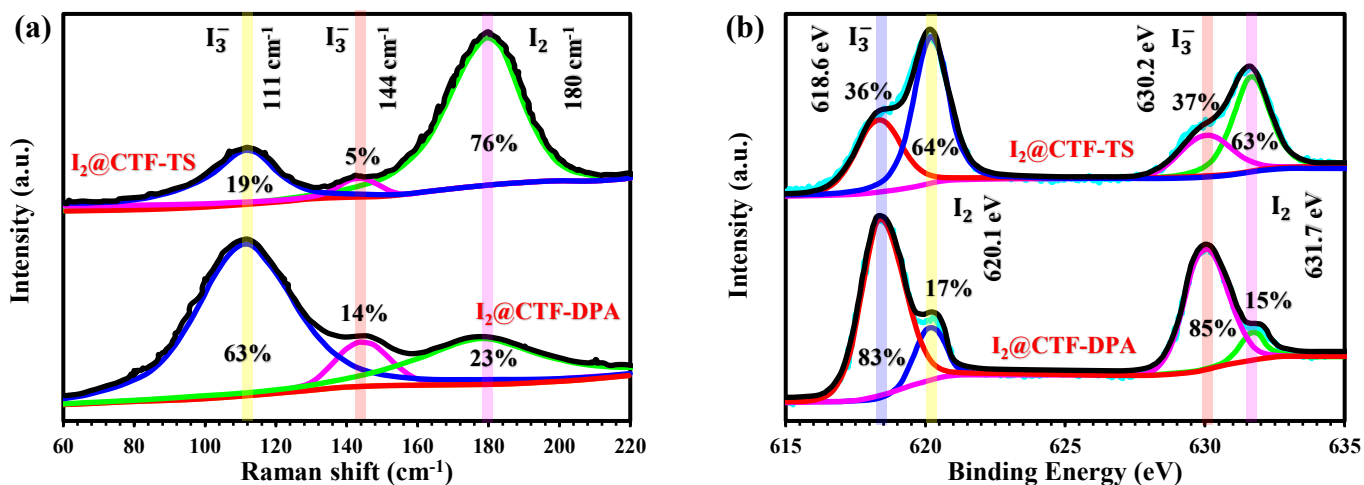 (a)
I₃⁻
111 cm⁻¹
I₃⁻
144 cm⁻¹
I₂
180 cm⁻¹
I₂@CTF-TS
19%
5%
76%
I₂@CTF-DPA
63%
14%
23%
Intensity (a.u.)
60 80 100 120 140 160 180 200 220
Raman shift (cm⁻¹)
(b)
618.6 eV
I₃⁻
36%
64%
630.2 eV
I₃⁻
37%
63%
I₂@CTF-TS
I₂
620.1 eV
I₂
631.7 eV
17%
83%
15%
85%
I₂@CTF-DPA
Intensity (a.u.)
615 620 625 630 635
Binding Energy (eV)